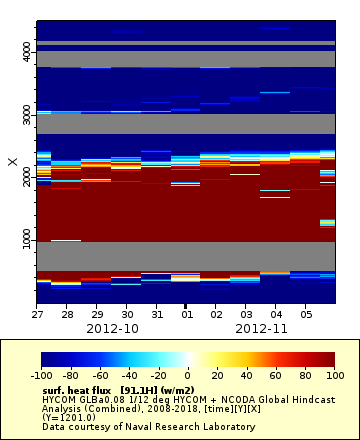 4000
3000
X
2000
1000
27 28 29 30 31 01 02 03 04 05
2012-10 2012-11
-100 -80 -60 -40 -20 0 20 40 60 80 100
surf. heat flux [91.1H] (w/m2)
HYCOM GLBa0.08 1/12 deg HYCOM + NCODA Global Hindcast
Analysis (Combined), 2008-2018, [time][Y][X]
(Y=1201.0)
Data courtesy of Naval Research Laboratory